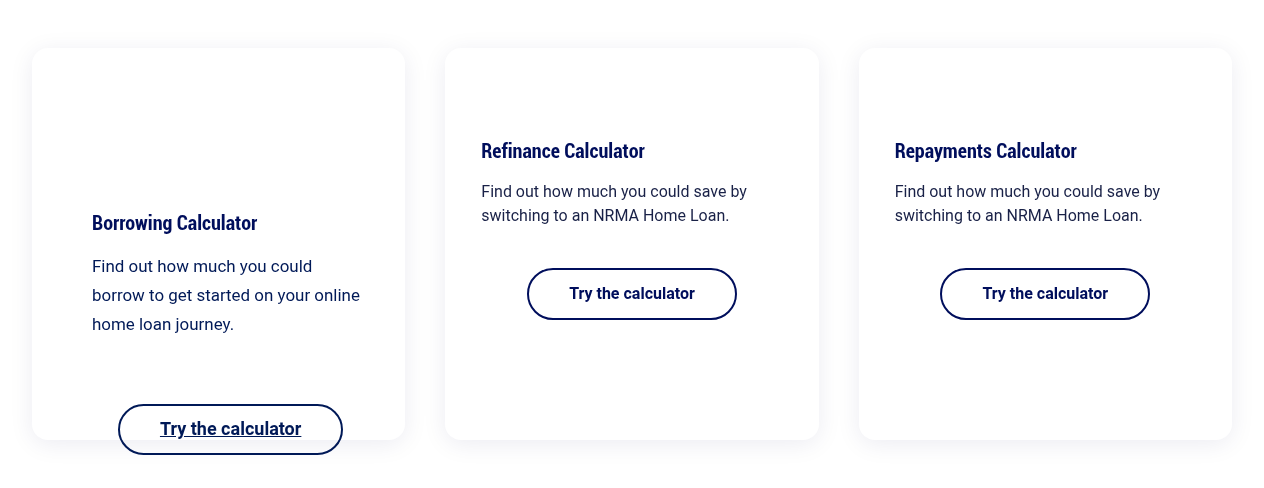 Borrowing Calculator
Find out how much you could
borrow to get started on your online
home loan journey.
Try the calculator
Refinance Calculator
Find out how much you could save by
switching to an NRMA Home Loan.
Try the calculator
Repayments Calculator
Find out how much you could save by
switching to an NRMA Home Loan.
Try the calculator